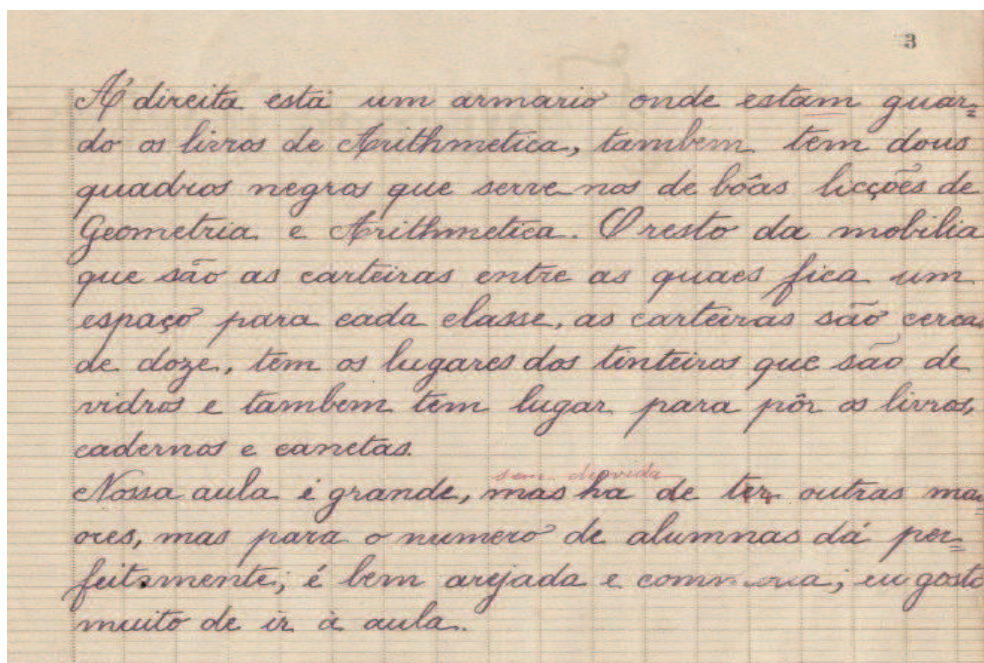 3
Á direita está um armario onde estam guar=
do os livros de Arithmetica, tambem tem dous
quadros negros que serve-nos de bôas licções de
Geometria e Arithmetica. O resto da mobilia
que são as carteiras entre as quaes fica um
espaço para cada classe, as carteiras são cerca
de doze, têm os lugares dos tinteiros que são de
vidros e tambem tem lugar para pôr os livros,
cadernos e canetas.
sem duvida
Nossa aula é grande, mas ha de ter outras mai=
ores, mas para o numero de alumnas dá per=
feitamente; é bem arejada e eu gosto
muito de ir à aula.